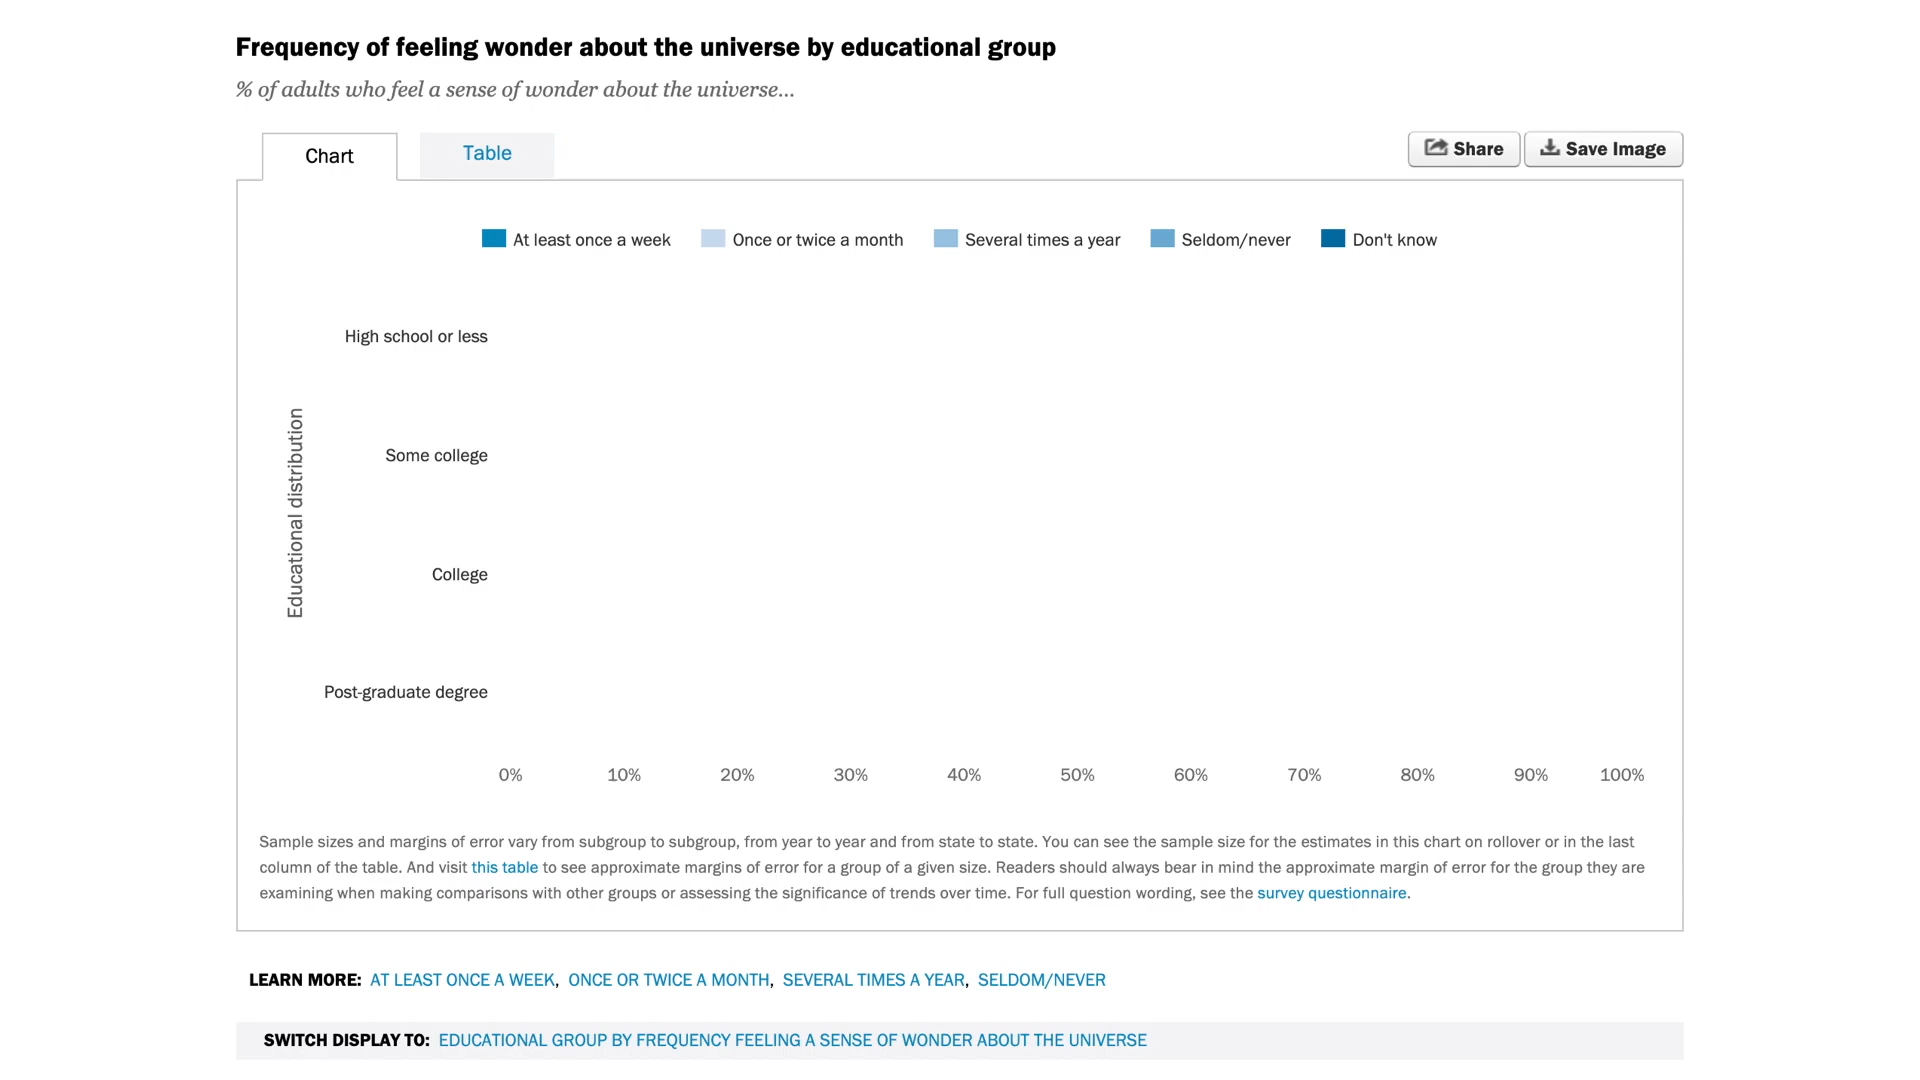 Frequency of feeling wonder about the universe by educational group
% of adults who feel a sense of wonder about the universe...
Chart
Table
Share
Save Image
At least once a week
Once or twice a month
Several times a year
Seldom/never
Don't know
Educational distribution
High school or less
Some college
College
Post-graduate degree
0% 10% 20% 30% 40% 50% 60% 70% 80% 90% 100%
Sample sizes and margins of error vary from subgroup to subgroup, from year to year and from state to state. You can see the sample size for the estimates in this chart on rollover or in the last
column of the table. And visit this table to see approximate margins of error for a group of a given size. Readers should always bear in mind the approximate margin of error for the group they are
examining when making comparisons with other groups or assessing the significance of trends over time. For full question wording, see the survey questionnaire.
LEARN MORE: AT LEAST ONCE A WEEK, ONCE OR TWICE A MONTH, SEVERAL TIMES A YEAR, SELDOM/NEVER
SWITCH DISPLAY TO: EDUCATIONAL GROUP BY FREQUENCY FEELING A SENSE OF WONDER ABOUT THE UNIVERSE